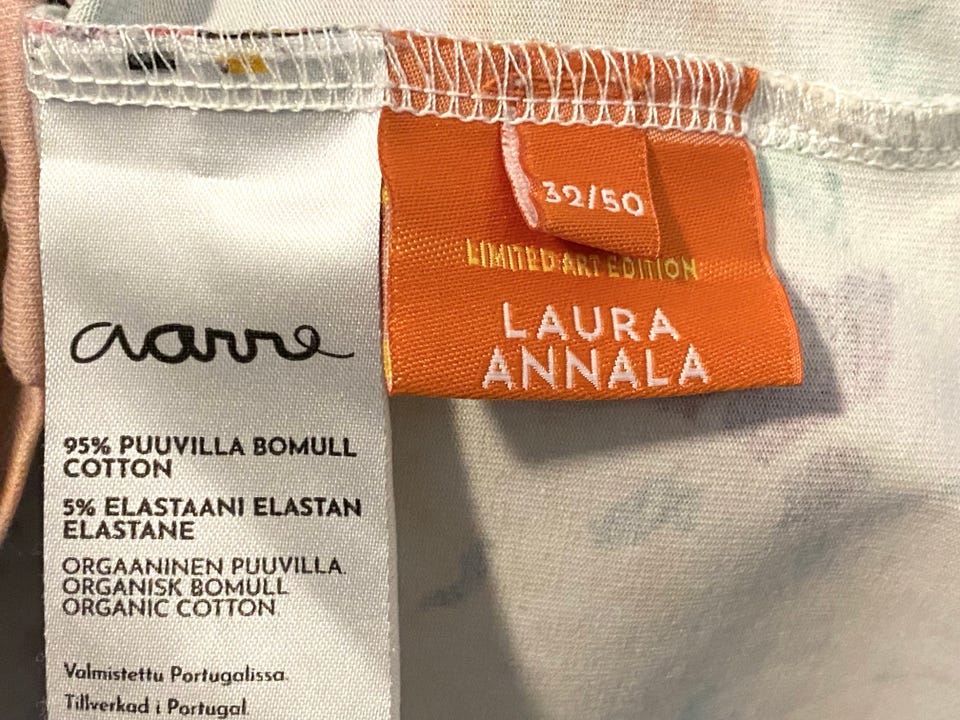 aarre
95% PUUVILLA BOMULL
COTTON
5% ELASTAANI ELASTAN
ELASTANE
ORGAANINEN PUUVILLA
ORGANISK BOMULL
ORGANIC COTTON
Valmistettu Portugalissa
Tillverkad i Portugal
32/50
LIMITED ART EDITION
LAURA
ANNALA